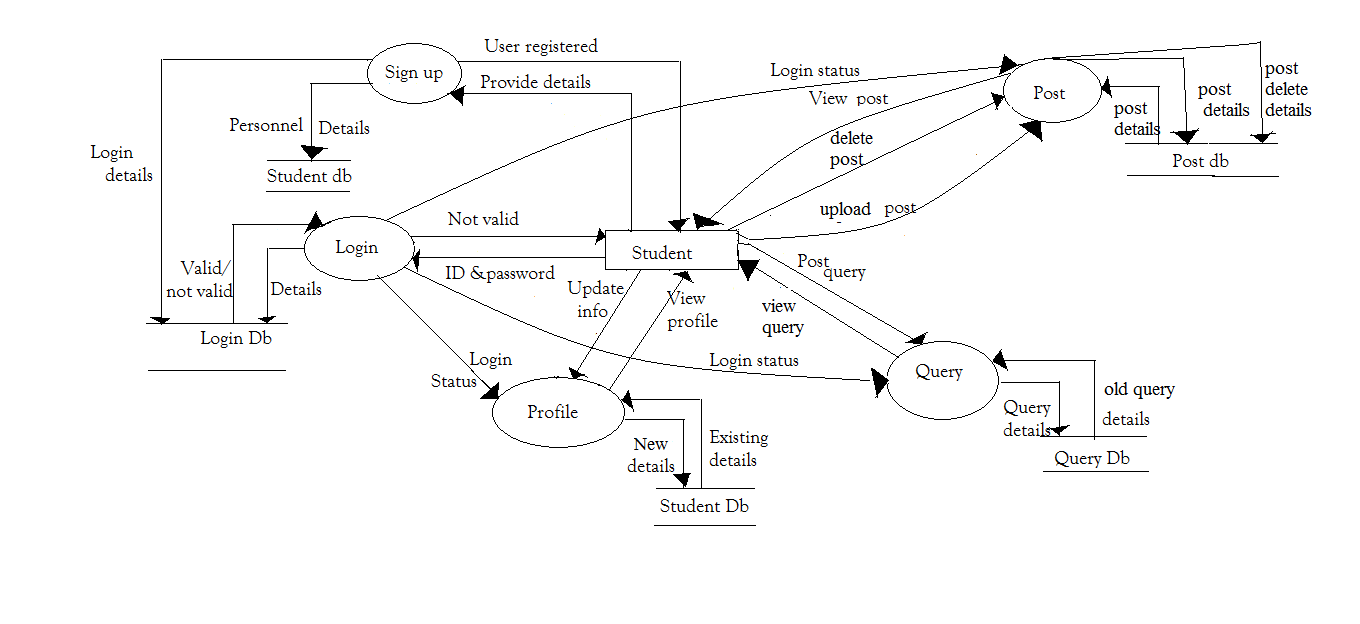 User registered
Sign up
Provide details
Login status
View post
Post
post
delete
details
post
details
post
details
Personnel Details
Login
details
Student db
delete
post
Post db
upload post
Not valid
Login
Student
ID &password
Valid/
not valid
Details
Update
info
View
profile
Post
query
view
query
Login Db
Login
Status
Login status
Query
Profile
old query
details
Query
details
New
details
Existing
details
Query Db
Student Db